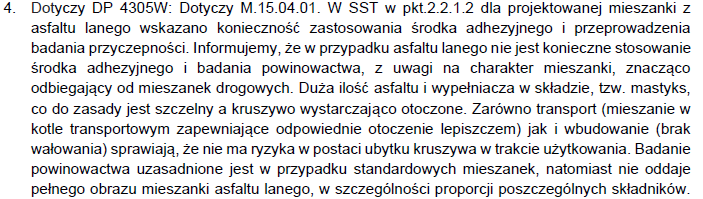 4. Dotyczy DP 4305W: Dotyczy M.15.04.01. W SST w pkt.2.2.1.2 dla projektowanej mieszanki z
asfaltu lanego wskazano konieczność zastosowania środka adhezyjnego i przeprowadzenia
badania przyczepności. Informujemy, że w przypadku asfaltu lanego nie jest konieczne stosowanie
środka adhezyjnego i badania powinowactwa, z uwagi na charakter mieszanki, znacząco
odbiegający od mieszanek drogowych. Duża ilość asfaltu i wypełniacza w składzie, tzw. mastyks,
co do zasady jest szczelny a kruszywo wystarczająco otoczone. Zarówno transport (mieszanie w
kotle transportowym zapewniające odpowiednie otoczenie lepiszczem) jak i wbudowanie (brak
wałowania) sprawiają, że nie ma ryzyka w postaci ubytku kruszywa w trakcie użytkowania. Badanie
powinowactwa uzasadnione jest w przypadku standardowych mieszanek, natomiast nie oddaje
pełnego obrazu mieszanki asfaltu lanego, w szczególności proporcji poszczególnych składników.